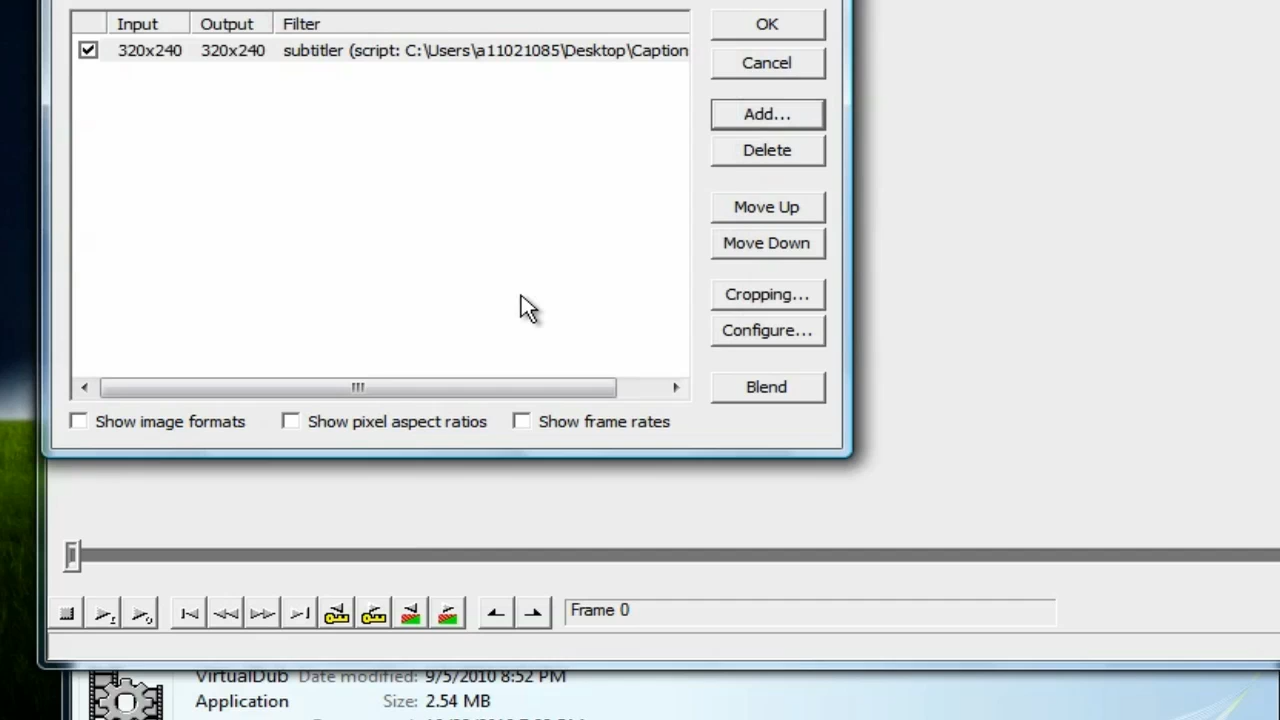 Input Output Filter
320x240 320x240 subtitler (script: C:\Users\a11021085\Desktop\Caption
OK
Cancel
Add...
Delete
Move Up
Move Down
Cropping...
Configure...
Blend
Show image formats Show pixel aspect ratios Show frame rates
Frame 0
VirtualDub Date modified: 9/5/2010 8:52 PM
Application Size: 2.54 MB